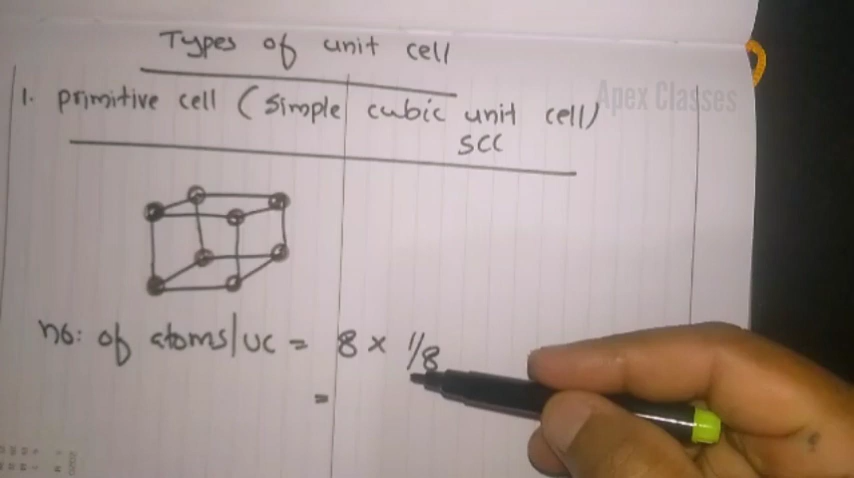 Types of unit cell
1. primitive cell (simple cubic unit cell)
SCC
Apex Classes
no: of atoms/uc = 8 x 1/8
=